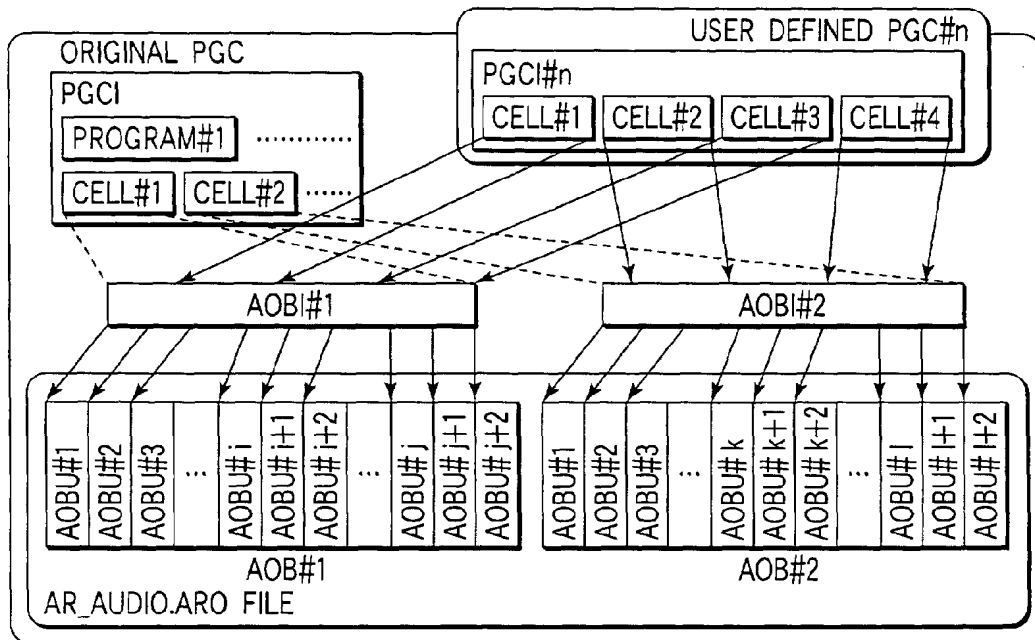 USER DEFINED PGC#n
ORIGINAL PGC
PGCI
PGCI#n
CELL#1 CELL#2 CELL#3 CELL#4
PROGRAM#1 ............
CELL#1 CELL#2 ......
AOBI#1 AOBI#2
AOBU#1 AOBU#2 AOBU#3 ... AOBU# i AOBU# i+1 AOBU# i+2 ... AOBU# j AOBU# j+1 AOBU# j+2
AOBU#1 AOBU#2 AOBU#3 ... AOBU# k AOBU# k+1 AOBU# k+2 ... AOBU# l AOBU# l+1 AOBU# l+2
AOB#1 AOB#2
AR_AUDIO.ARO FILE